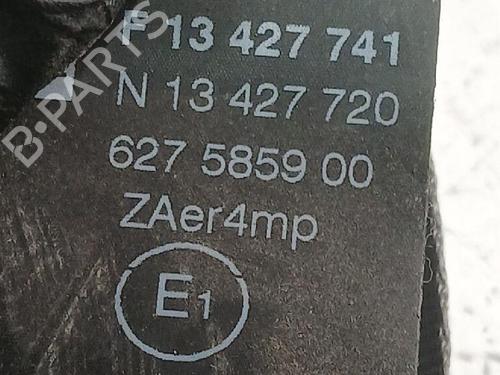 F 13 427 741
N 13 427 720
627 5859 00
ZAer4mp
E1
B-PARTS